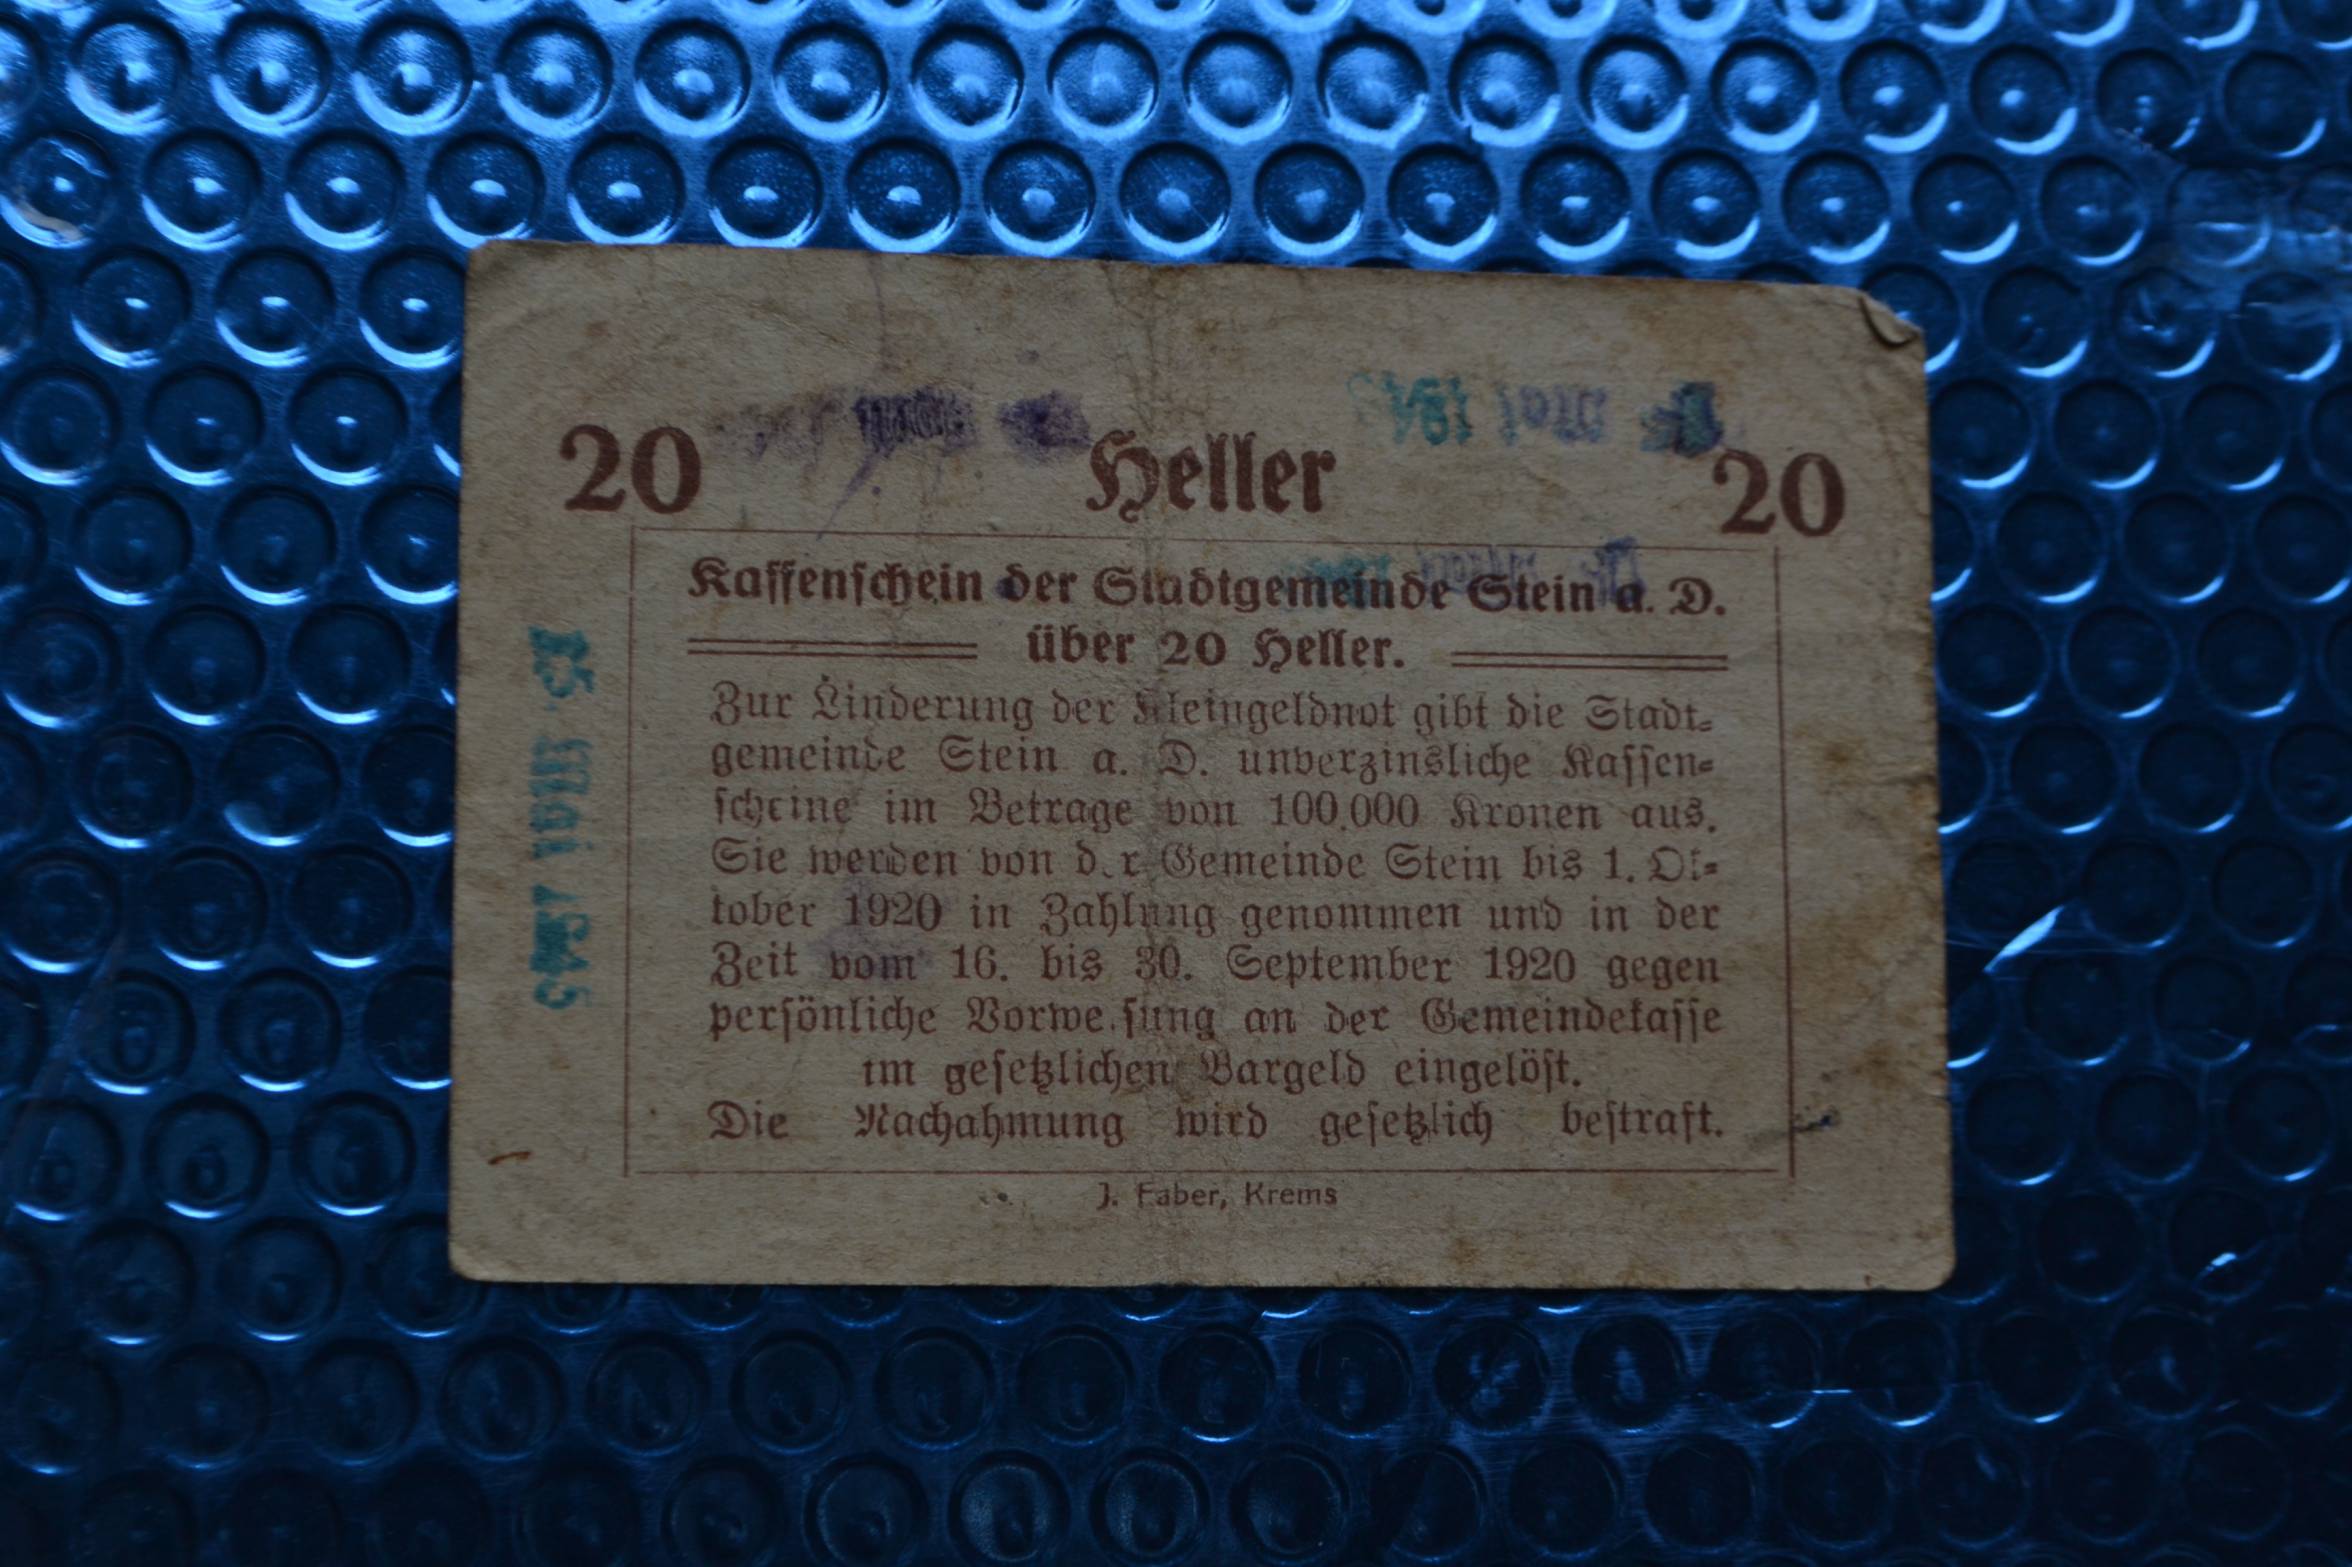 20 Heller 20
Kassenschein der Stadtgemeinde Stein a. D.
über 20 Heller.
Zur Linderung der Kleingeldnot gibt die Stadt-
gemeinde Stein a. D. unverzinsliche Kassen-
scheine im Betrage von 100.000 Kronen aus.
Sie werden von der Gemeinde Stein bis 1. Ok-
tober 1920 in Zahlung genommen und in der
Zeit vom 16. bis 30. September 1920 gegen
persönliche Vorweisung an der Gemeindekasse
im gesetzlichen Bargeld eingelöst.
Die Nachahmung wird gesetzlich bestraft.
J. Faber, Krems